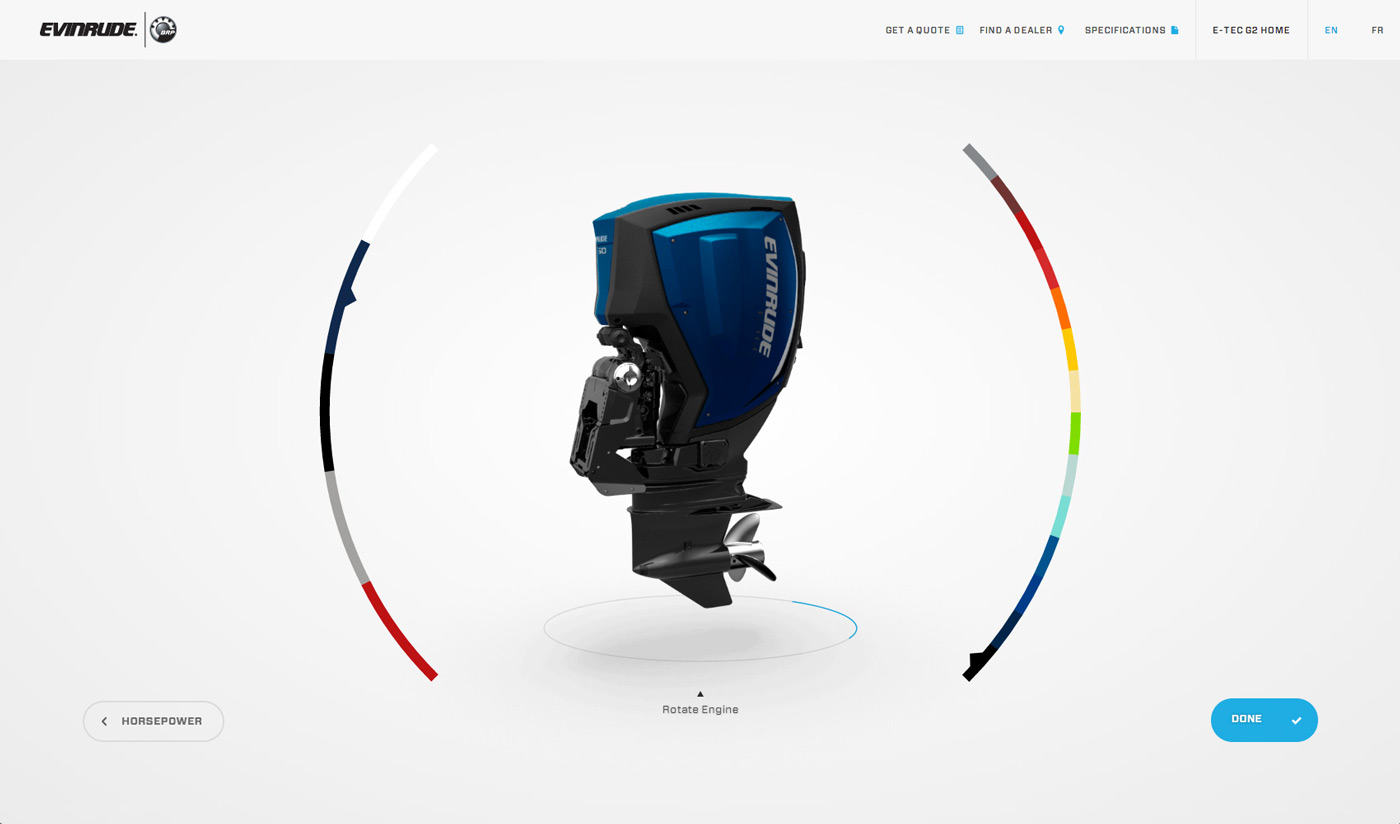 EVINRUDE.
BRP
GET A QUOTE
FIND A DEALER
SPECIFICATIONS
E-TEC G2 HOME
EN
FR
EVINRUDE
Rotate Engine
HORSEPOWER
DONE